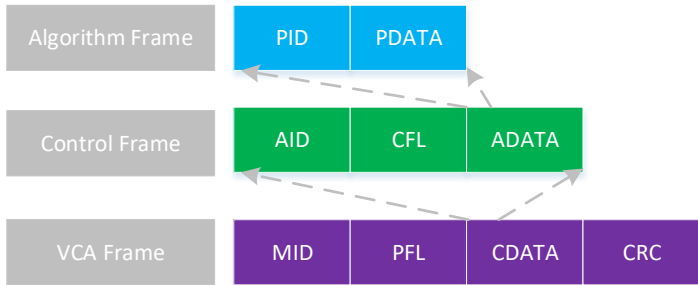 Algorithm Frame PID PDATA
Control Frame AID CFL ADATA
VCA Frame MID PFL CDATA CRC